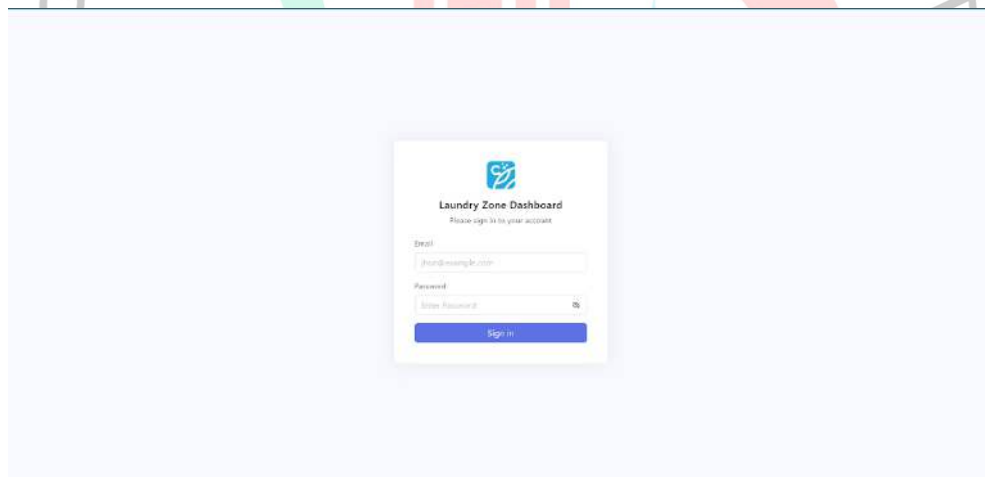 Laundry Zone Dashboard
Please sign in to your account
Email
Password
Enter Password
Sign in